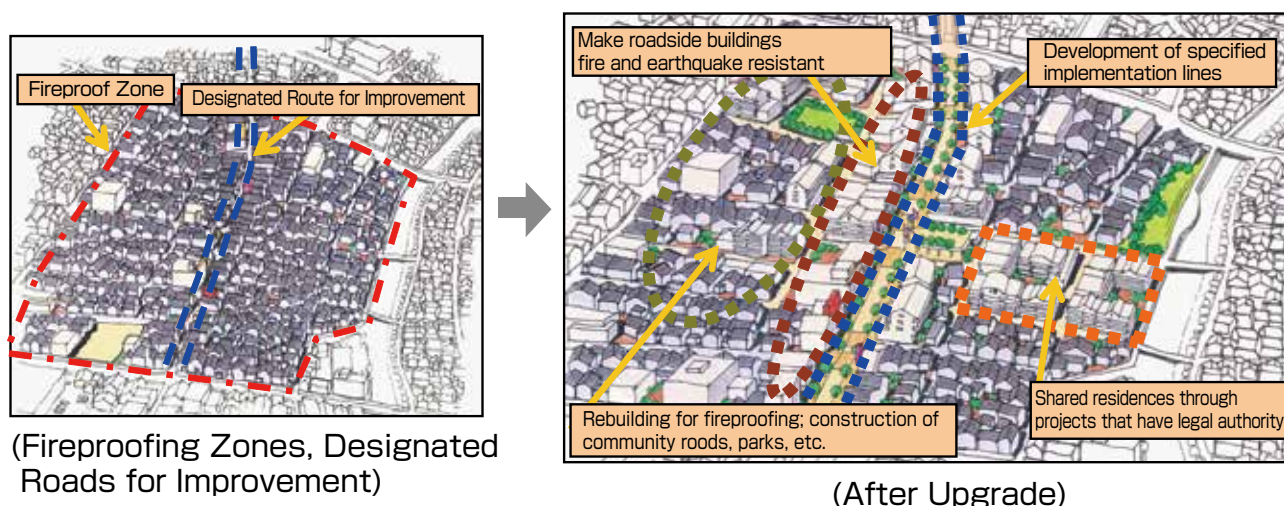 Fireproof Zone
Designated Route for Improvement
(Fireproofing Zones, Designated
Roads for Improvement)
Make roadside buildings
fire and earthquake resistant
Development of specified
implementation lines
Rebuilding for fireproofing; construction of
community roods, parks, etc.
Shared residences through
projects that have legal authority
(After Upgrade)